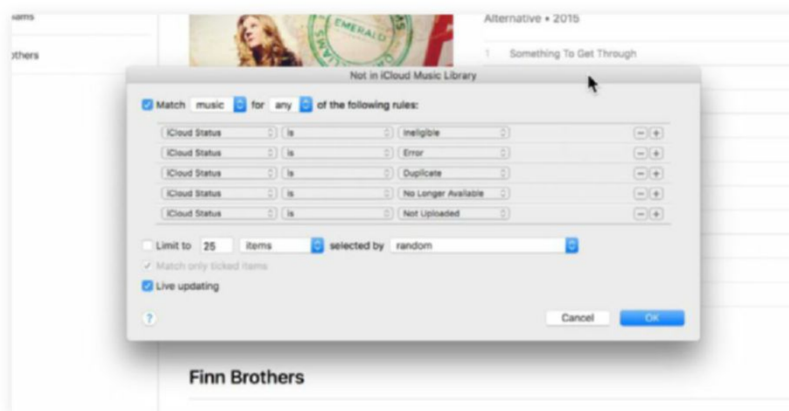 Alternative • 2015
EMERALD
1 Something To Get Through
Not in iCloud Music Library
Match music for any of the following rules:
iCloud Status is Ineligible
iCloud Status is Error
iCloud Status is Duplicate
iCloud Status is No Longer Available
iCloud Status is Not Uploaded
Limit to 25 items selected by random
Match only ticked items
Live updating
? Cancel OK
Finn Brothers